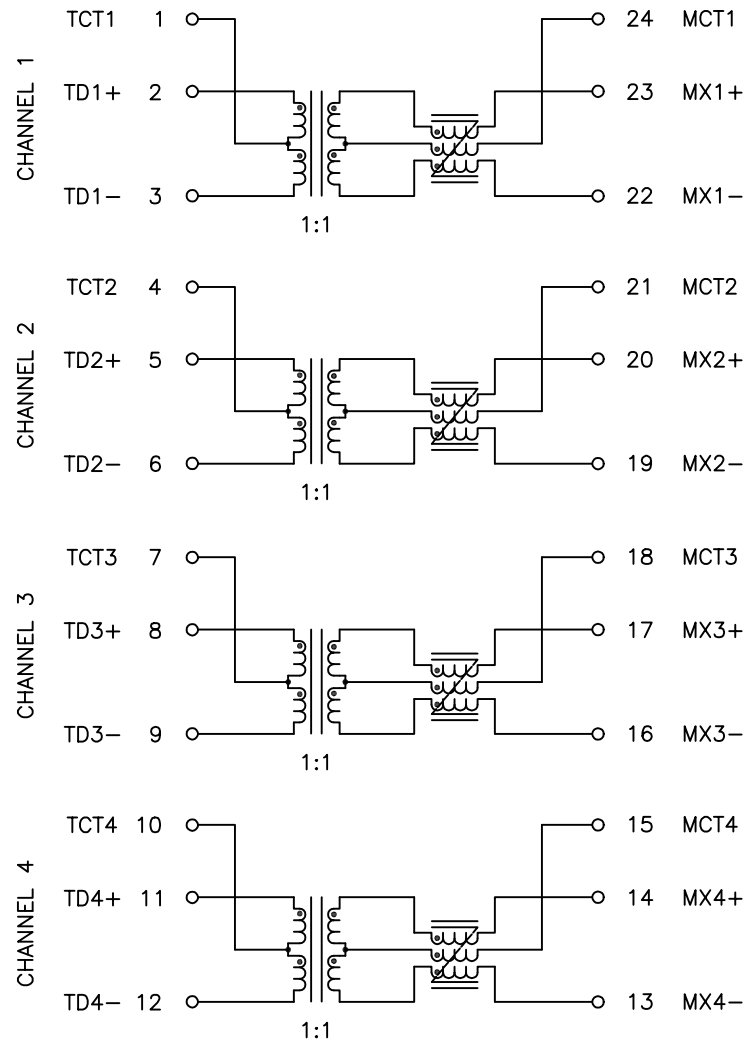 CHANNEL 1
TCT1 1 24 MCT1
TD1+ 2 23 MX1+
TD1− 3 22 MX1−
1:1
CHANNEL 2
TCT2 4 21 MCT2
TD2+ 5 20 MX2+
TD2− 6 19 MX2−
1:1
CHANNEL 3
TCT3 7 18 MCT3
TD3+ 8 17 MX3+
TD3− 9 16 MX3−
1:1
CHANNEL 4
TCT4 10 15 MCT4
TD4+ 11 14 MX4+
TD4− 12 13 MX4−
1:1